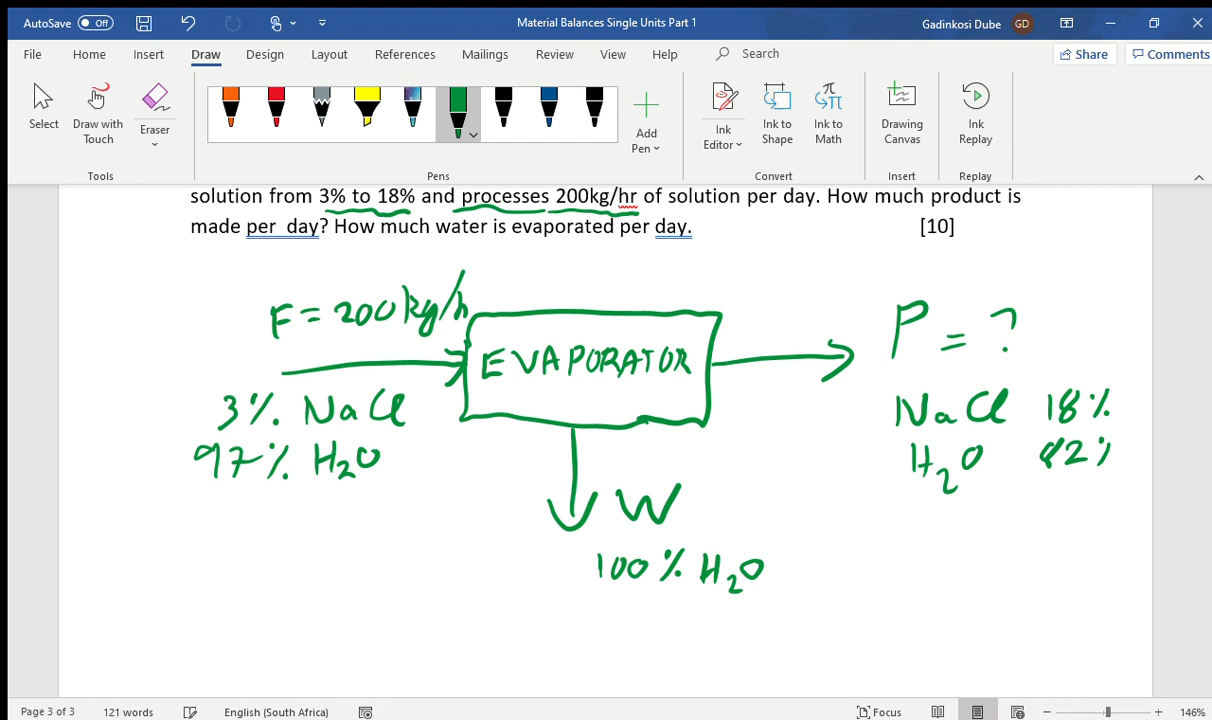 AutoSave Off Material Balances Single Units Part 1 Gadinkosi Dube GD
File Home Insert Draw Design Layout References Mailings Review View Help Search Share Comments
Select Draw with Touch Eraser Add Pen Ink Editor Ink to Shape Ink to Math Drawing Canvas Ink Replay
Tools Pens Convert Insert Replay
solution from 3% to 18% and processes 200kg/hr of solution per day. How much product is
made per day? How much water is evaporated per day. [10]
F = 200kg/h
EVAPORATOR
P = ?
3% NaCl
97% H2O
NaCl 18%
H2O 82%
W
100% H2O
Page 3 of 3 121 words English (South Africa) Focus 146%